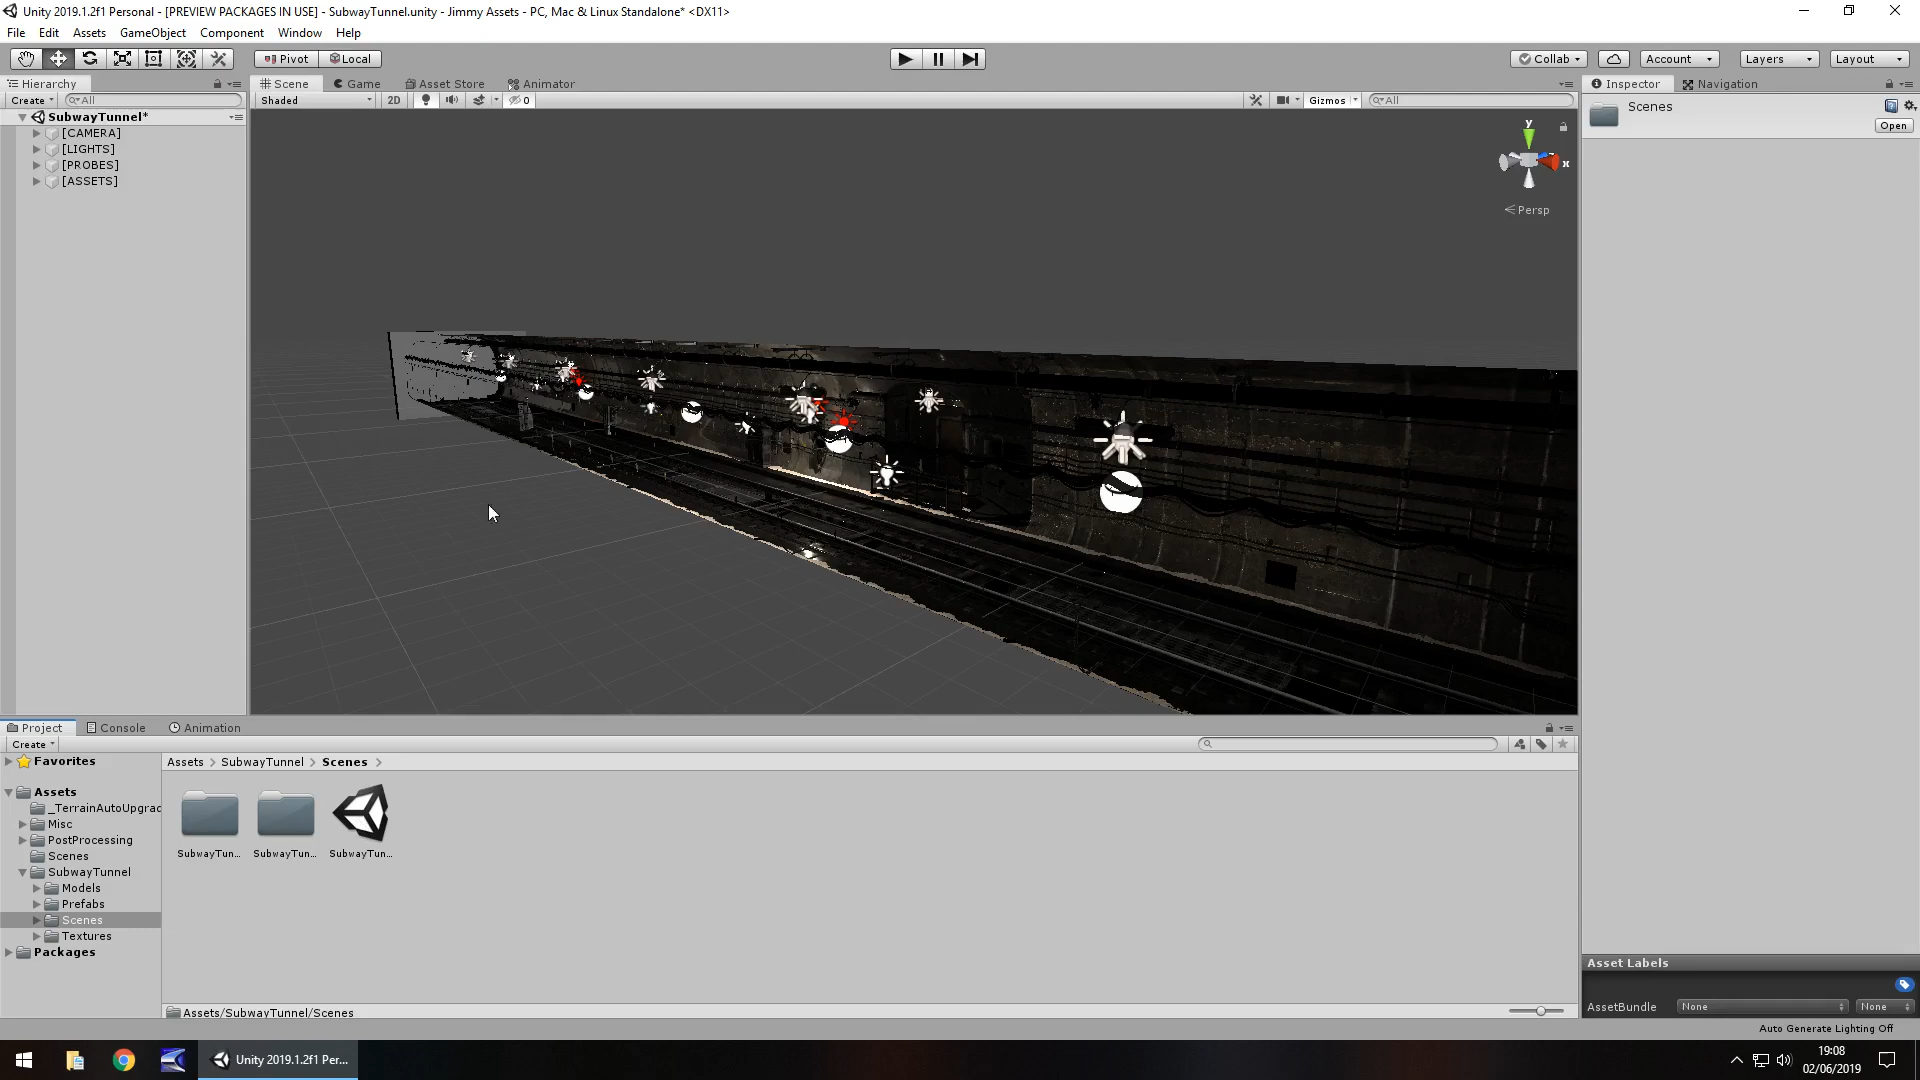 Unity 2019.1.2f1 Personal - [PREVIEW PACKAGES IN USE] - SubwayTunnel.unity - Jimmy Assets - PC, Mac & Linux Standalone* <DX11>
File Edit Assets GameObject Component Window Help
Pivot Local Collab Account Layers Layout
Hierarchy Scene Game Asset Store Animator Inspector Navigation
Create All Shaded 2D 0 Gizmos All Scenes
Open
SubwayTunnel*
[CAMERA]
[LIGHTS]
[PROBES]
[ASSETS]
y
x
Persp
Project Console Animation
Create
Favorites
Assets > SubwayTunnel > Scenes >
Assets
_TerrainAutoUpgrad
Misc
PostProcessing
Scenes
SubwayTunnel
Models
Prefabs
Scenes
Textures
Packages
SubwayTun... SubwayTun... SubwayTun...
Assets/SubwayTunnel/Scenes
Asset Labels
AssetBundle None None
Auto Generate Lighting Off
Unity 2019.1.2f1 Per...
19:08
02/06/2019